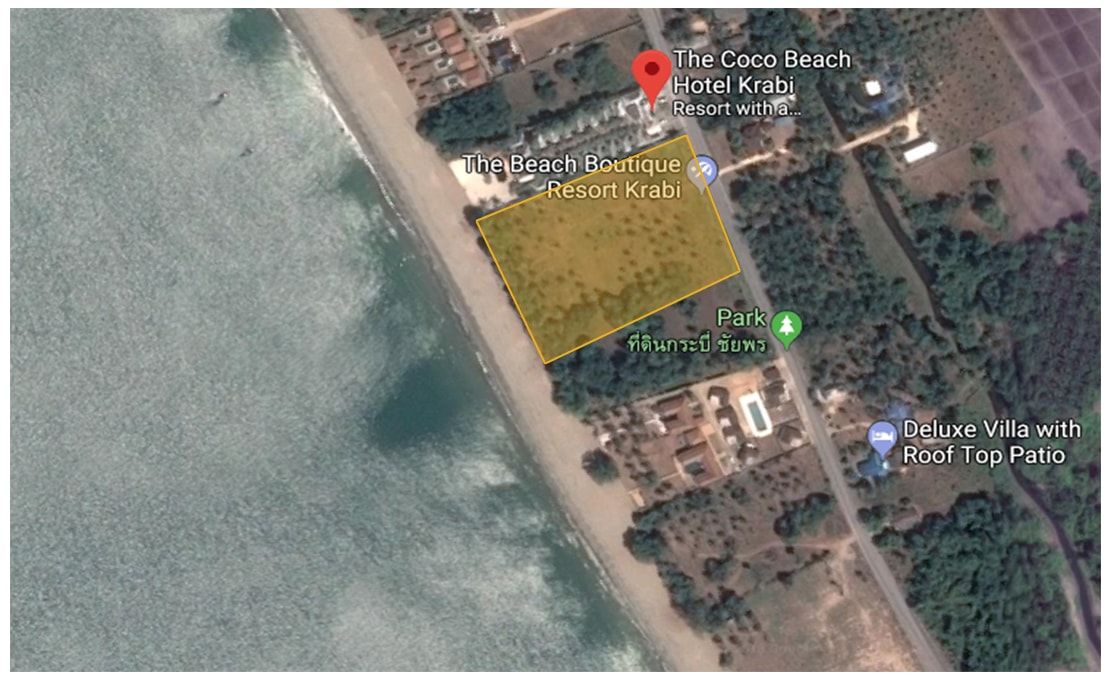 The Coco Beach
Hotel Krabi
Resort with a...
The Beach Boutique
Resort Krabi
Park
ที่ดินกระบี่ ชัยพร
Deluxe Villa with
Roof Top Patio